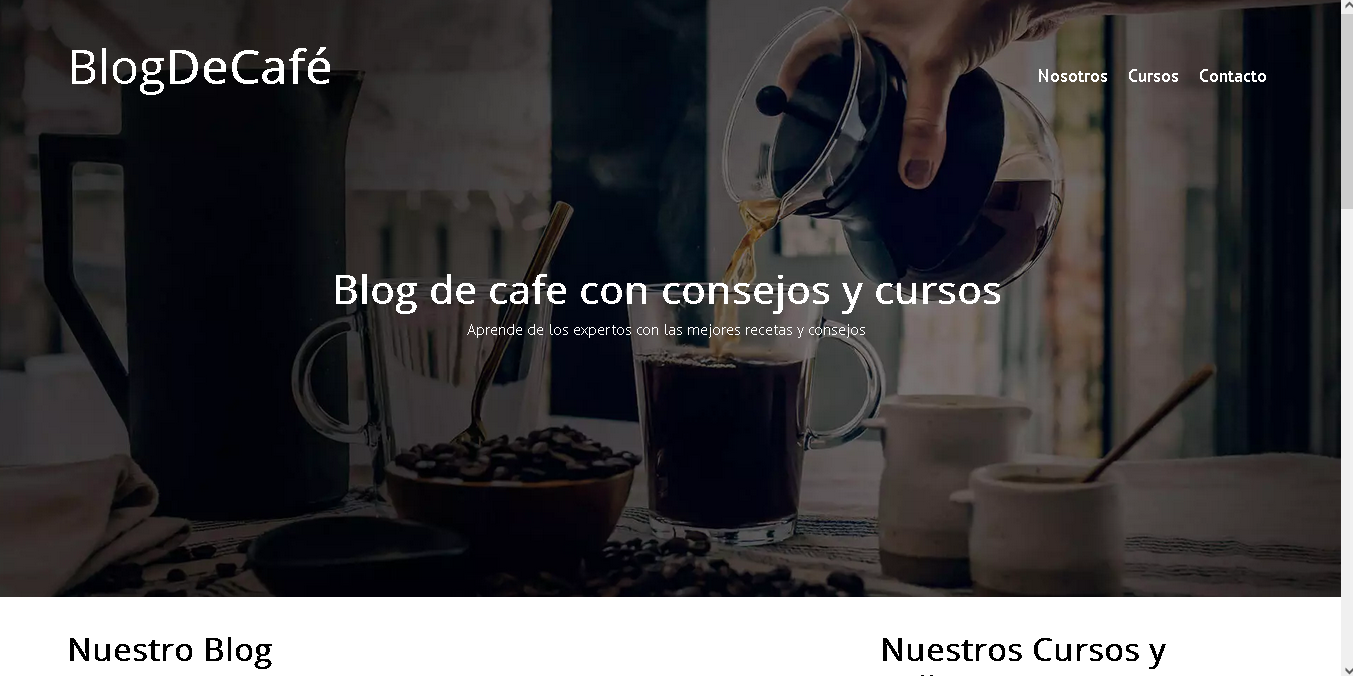 BlogDeCafé
Nosotros Cursos Contacto
Blog de cafe con consejos y cursos
Aprende de los expertos con las mejores recetas y consejos
Nuestro Blog
Nuestros Cursos y